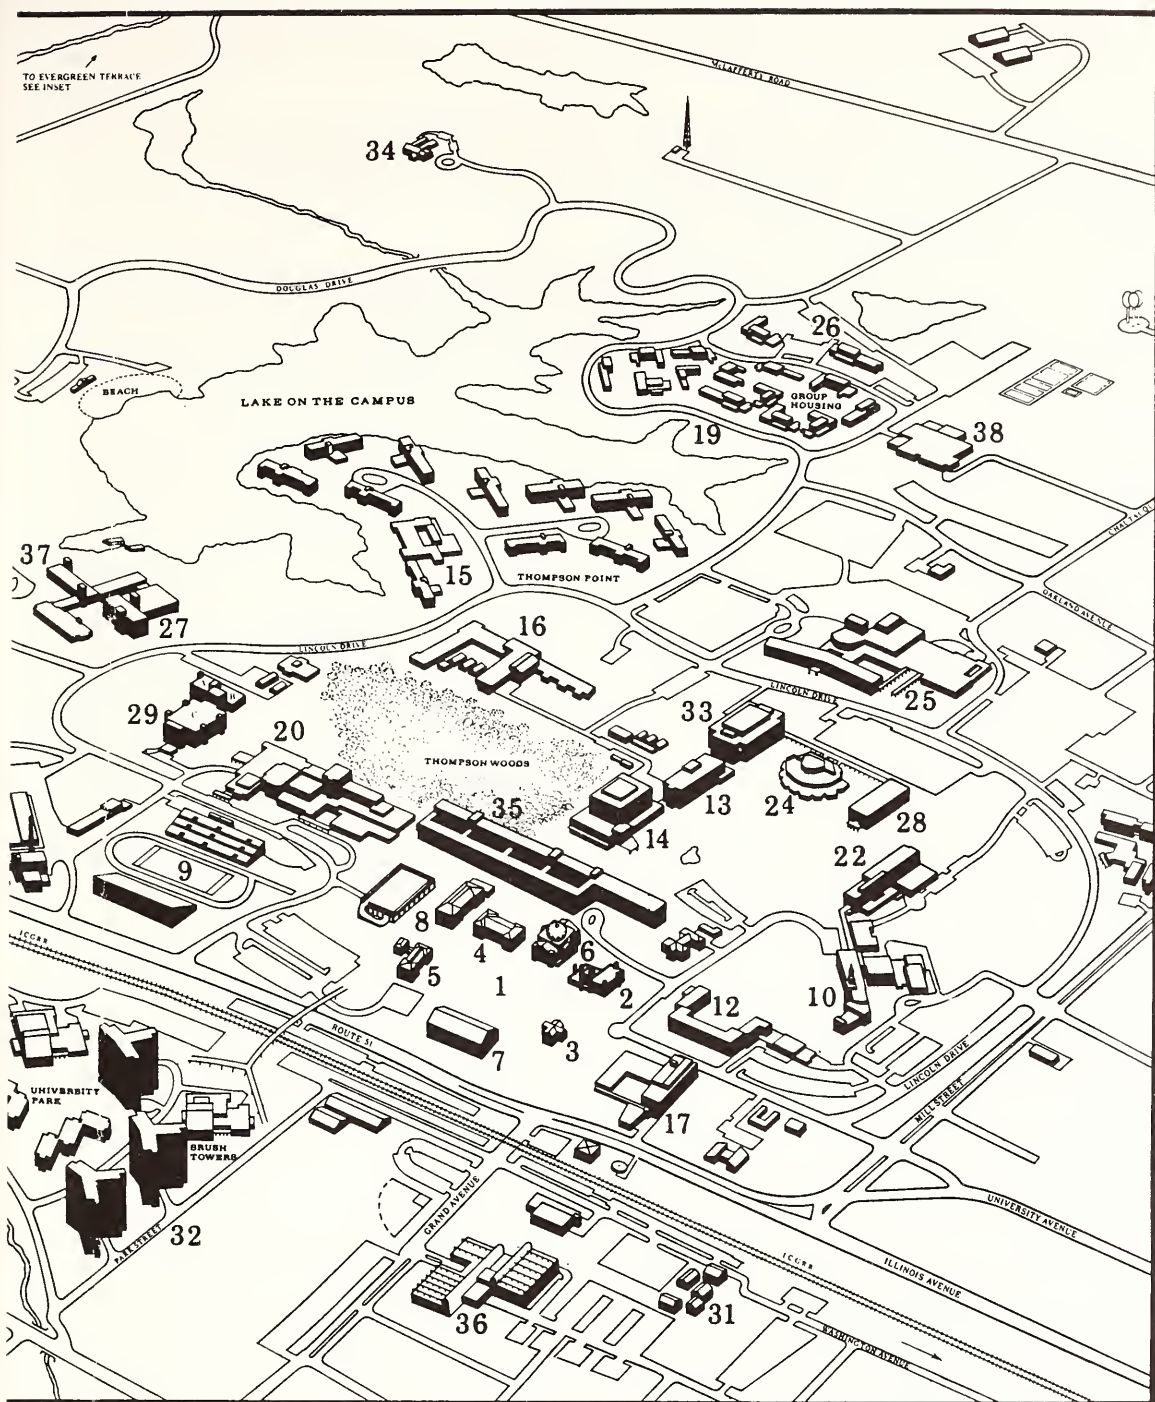 TO EVERGREEN TERRACE
SEE INSET
McLAFFERTY ROAD
34
DOUGLAS DRIVE
26
BEACH
LAKE ON THE CAMPUS
GROUP
HOUSING
19
38
37
15
THOMPSON POINT
OAKLAND AVENUE
27
LINCOLN DRIVE
16
25
LINCOLN DRIVE
29
33
20
THOMPSON WOODS
35
13
24
14
28
9
22
8
4
6
ICGRR
5
1
2
10
12
ROUTE 51
7
3
LINCOLN DRIVE
MILL STREET
UNIVERSITY
PARK
17
BRUSH
TOWERS
GRAND AVENUE
UNIVERSITY AVENUE
PARK STREET
32
ICGRR
ILLINOIS AVENUE
36
31
WASHINGTON AVENUE